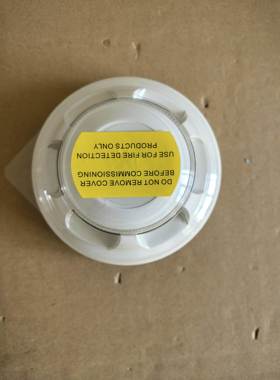 DO NOT REMOVE COVER
BEFORE COMMISSIONING
USE FOR FIRE DETECTION
PRODUCTS ONLY